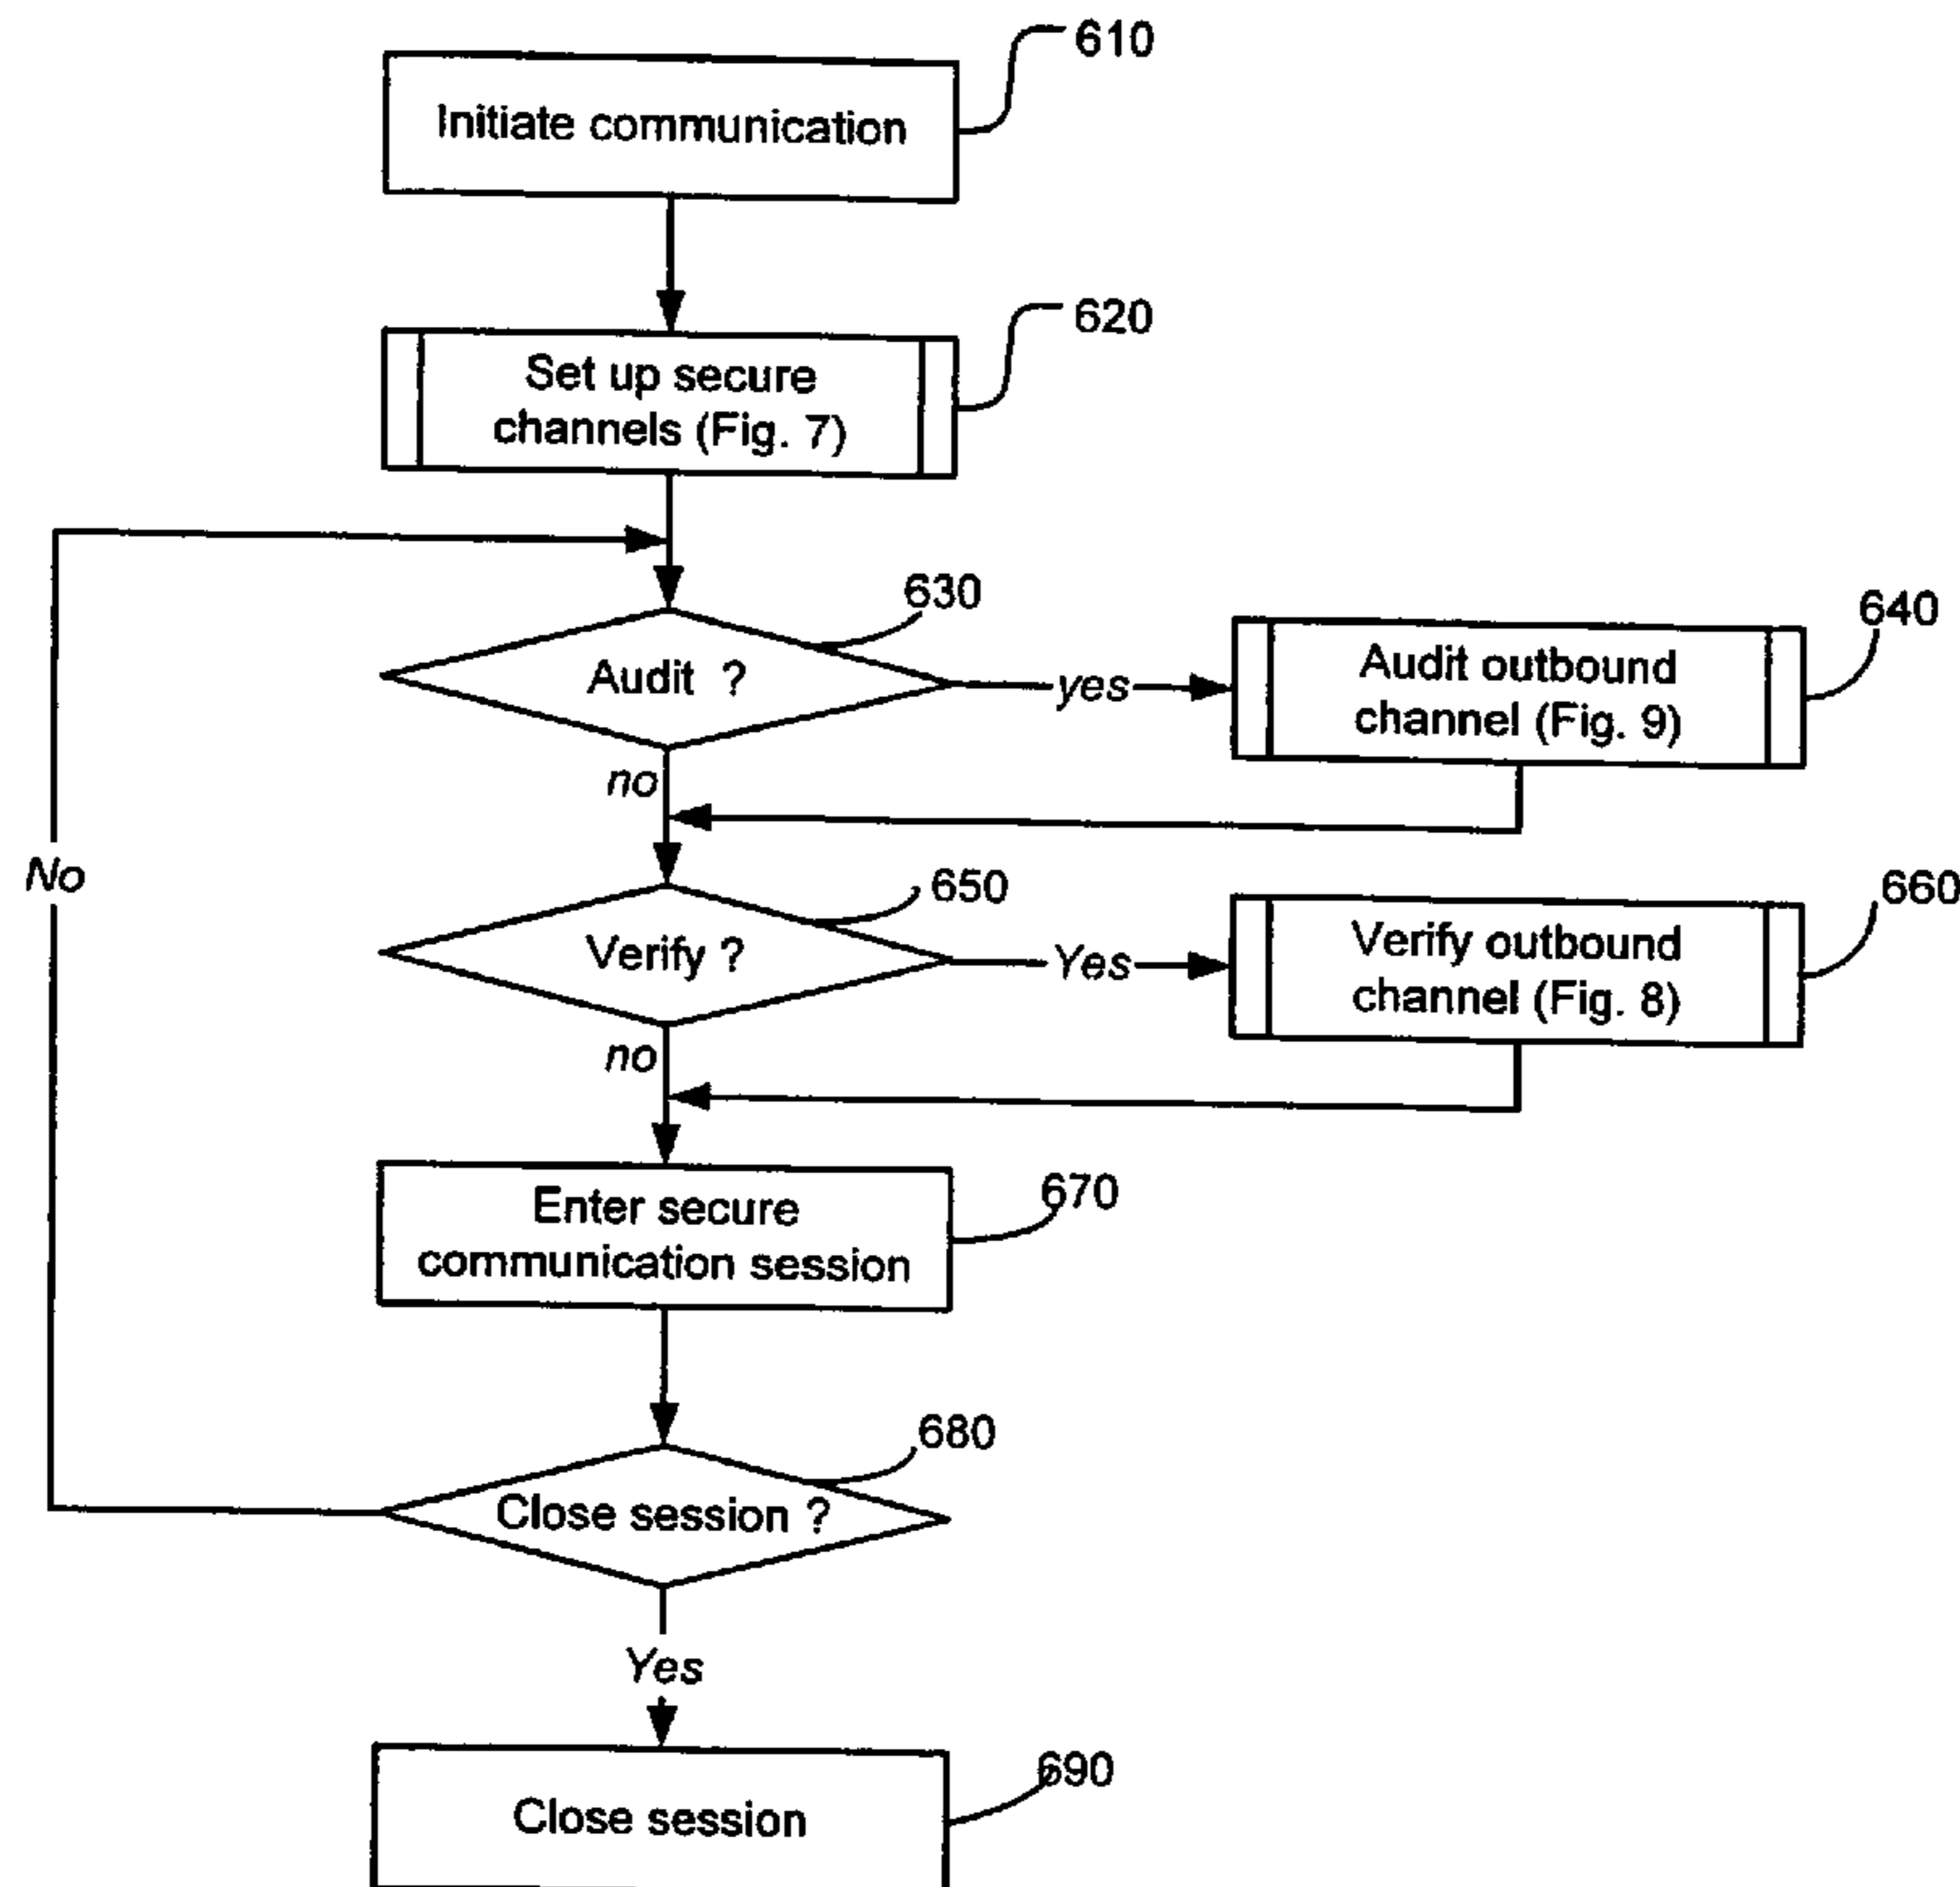 610
Initiate communication
620
Set up secure
channels (Fig. 7)
630
Audit ?
yes
640
Audit outbound
channel (Fig. 9)
no
No
650
Verify ?
Yes
660
Verify outbound
channel (Fig. 8)
no
670
Enter secure
communication session
680
Close session ?
Yes
690
Close session